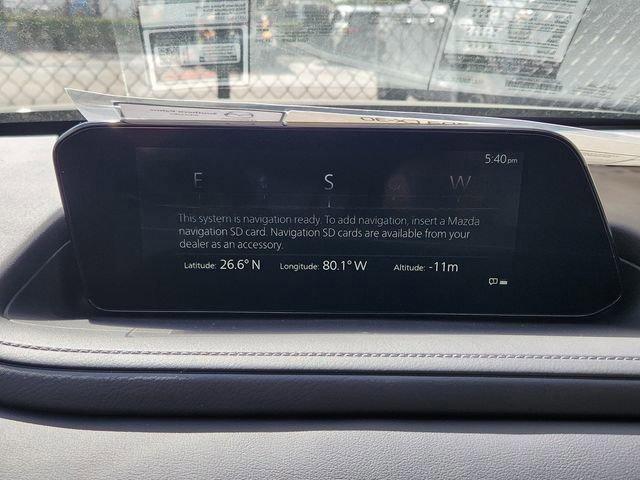 5:40pm
E S W
This system is navigation ready. To add navigation, insert a Mazda
navigation SD card. Navigation SD cards are available from your
dealer as an accessory.
Latitude: 26.6° N Longitude: 80.1° W Altitude: -11m